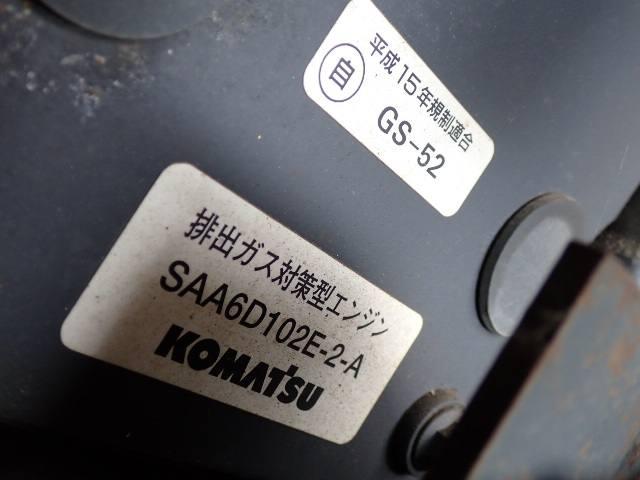 平成15年規制適合
自
GS-52
排出ガス対策型エンジン
SAA6D102E-2-A
KOMATSU